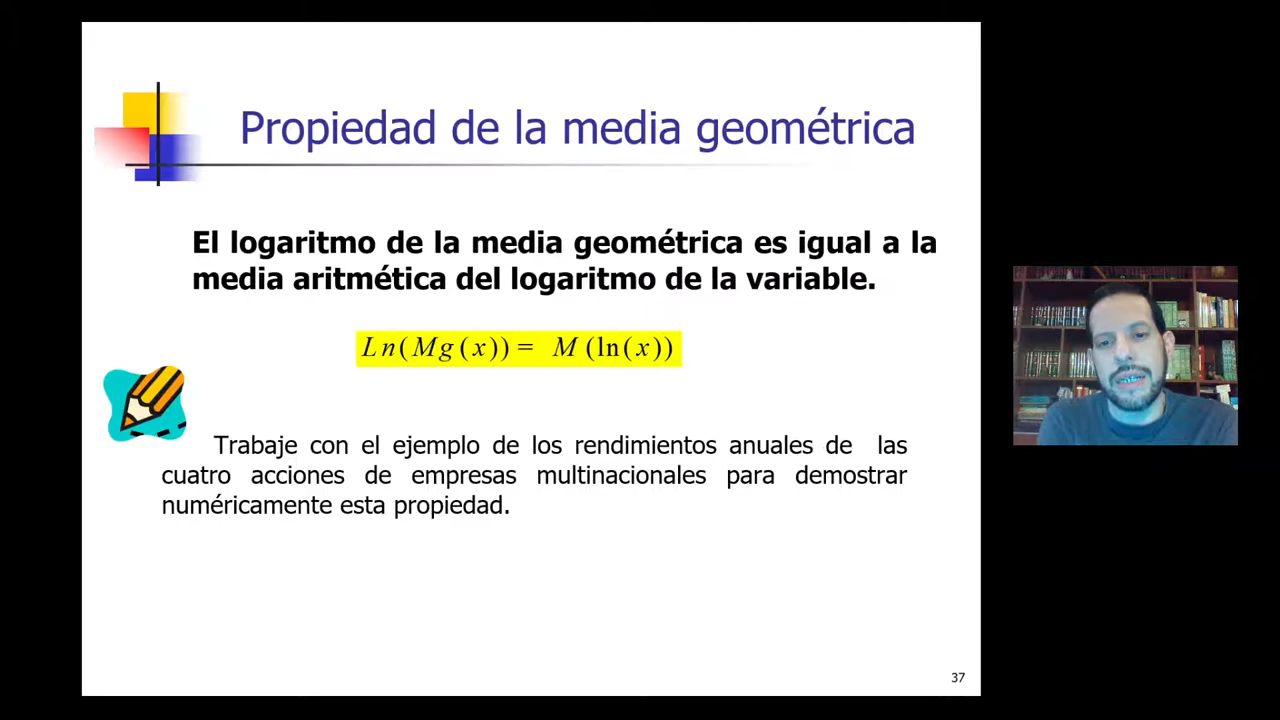 Propiedad de la media geométrica
El logaritmo de la media geométrica es igual a la
media aritmética del logaritmo de la variable.
Ln(Mg(x)) = M(ln(x))
Trabaje con el ejemplo de los rendimientos anuales de las
cuatro acciones de empresas multinacionales para demostrar
numéricamente esta propiedad.
37